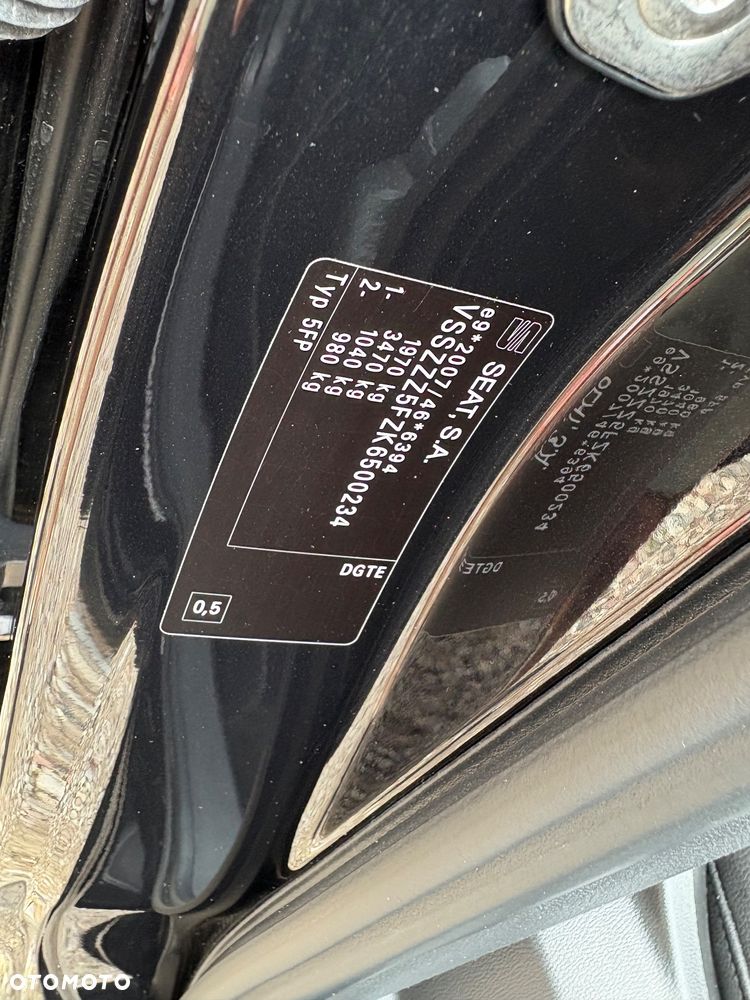 SEAT, S.A.
VSSZZZ5FZK6500234
e9*2007/46*6394
1970 kg
3470 kg
1- 1040 kg
2- 980 kg
Typ 5FP
DGTE
0,5
OTOMOTO